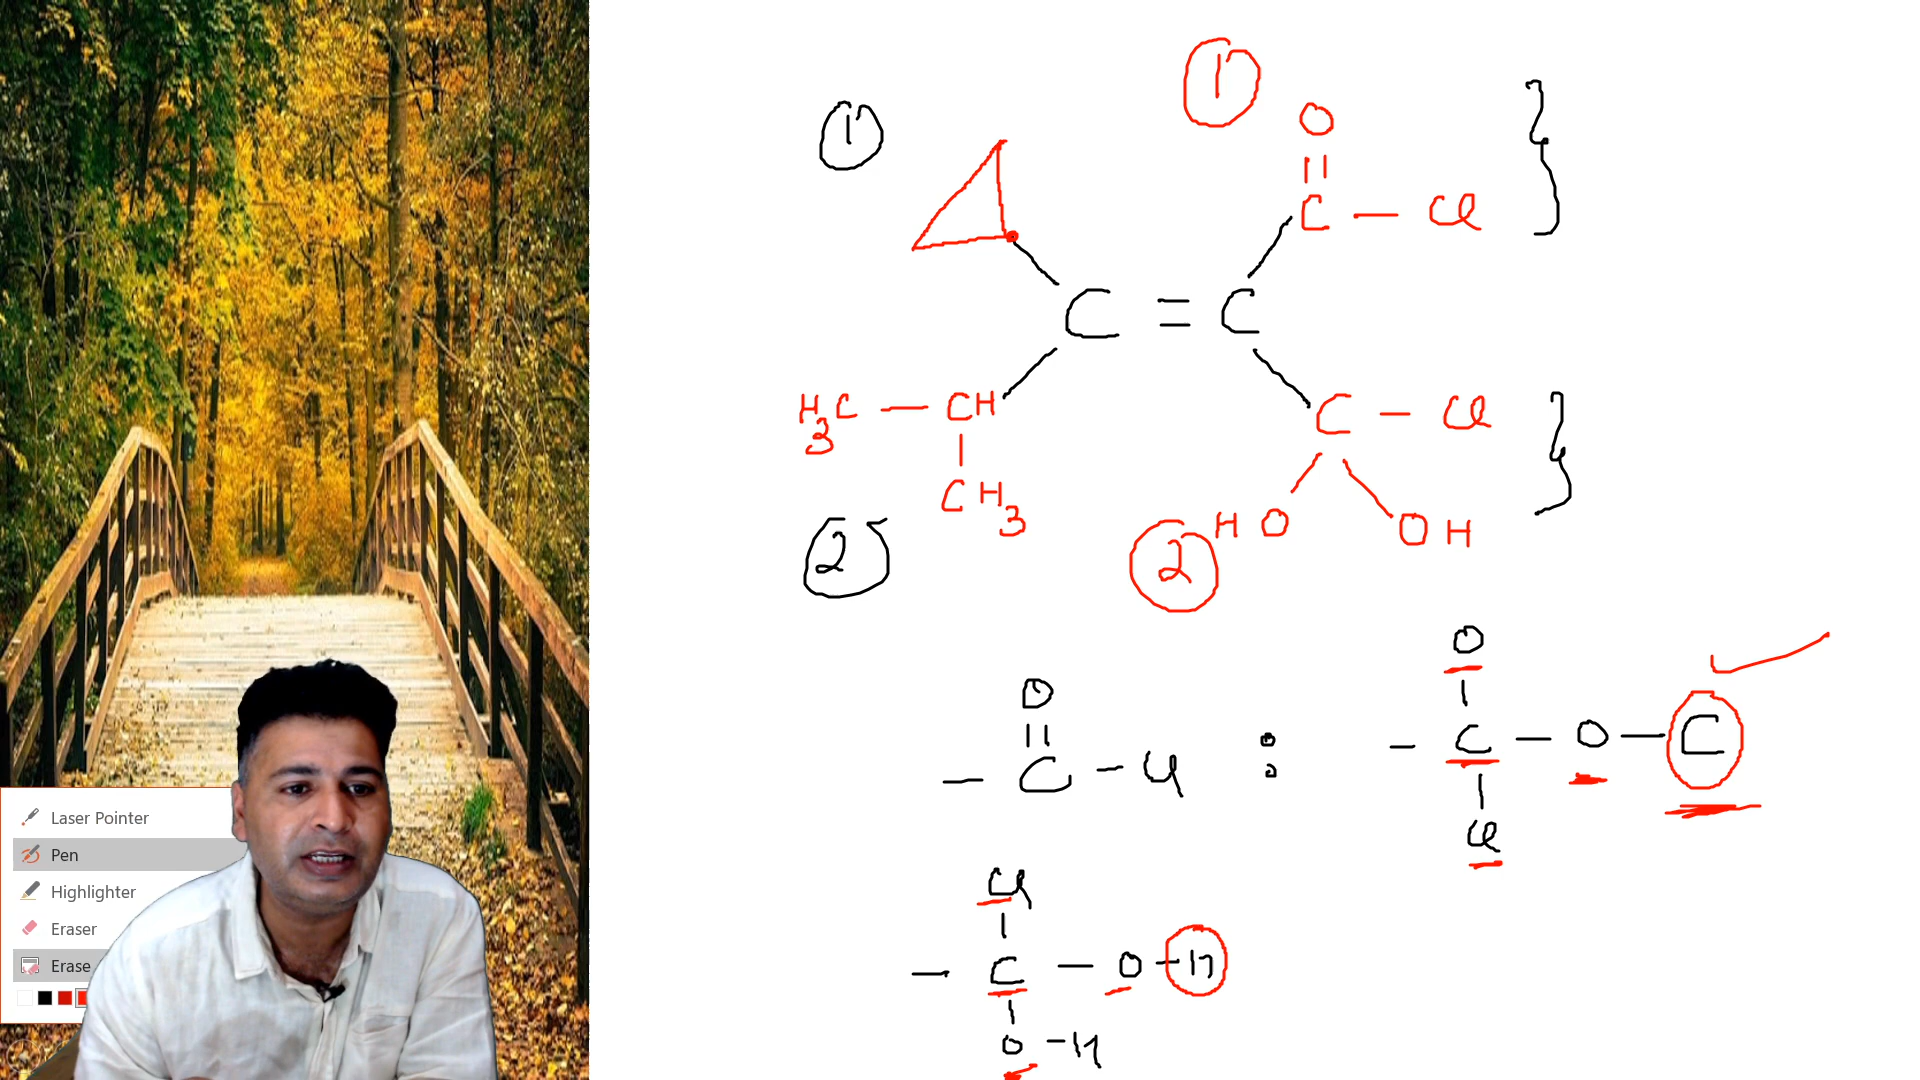 1
1
O
||
C - Cl
C = C
H3C - CH
|
CH3
C - Cl
HO OH
2
2
O
||
- C - Cl
:
O
|
- C - O - C
|
Cl
Cl
|
- C - O - H
|
O - H
Laser Pointer
Pen
Highlighter
Eraser
Erase